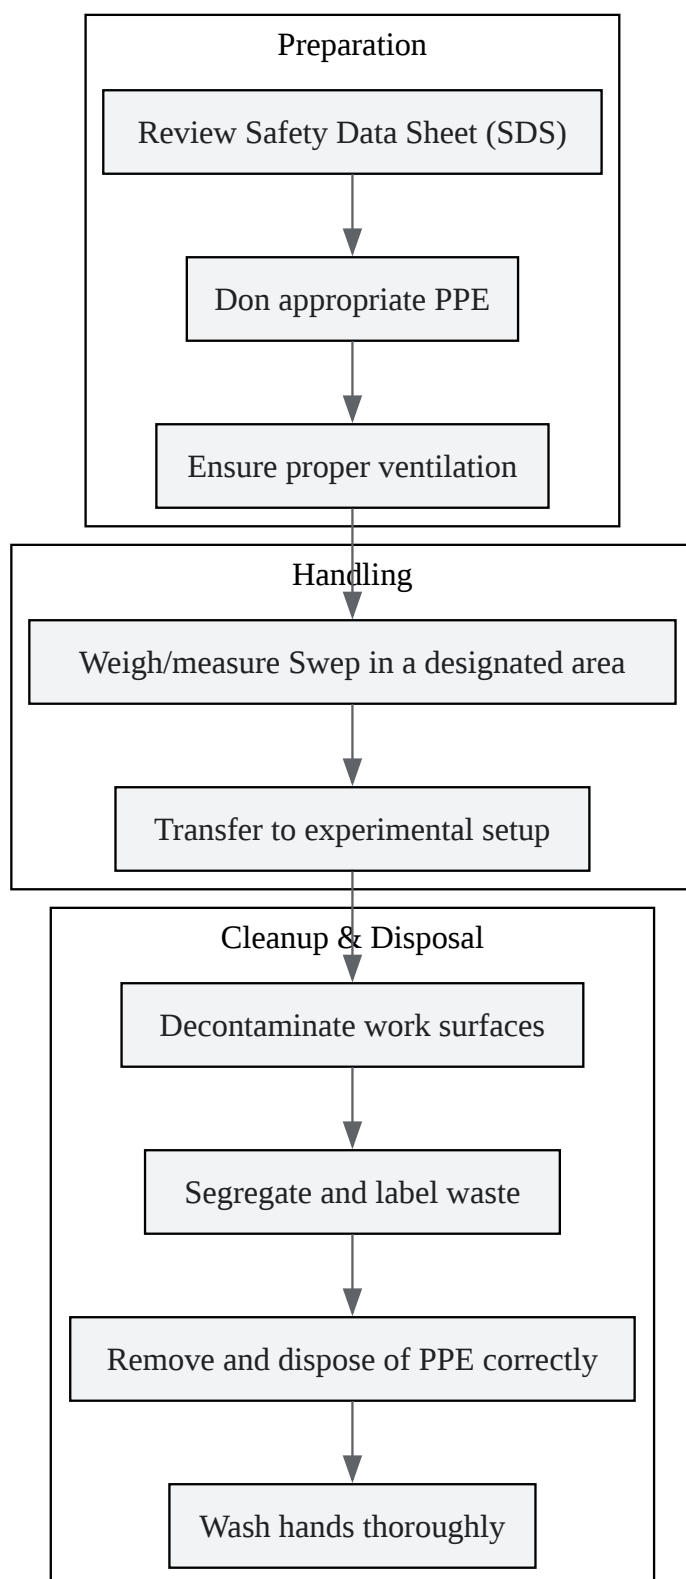 Preparation
Review Safety Data Sheet (SDS)
Don appropriate PPE
Ensure proper ventilation
Handling
Weigh/measure Swep in a designated area
Transfer to experimental setup
Cleanup & Disposal
Decontaminate work surfaces
Segregate and label waste
Remove and dispose of PPE correctly
Wash hands thoroughly